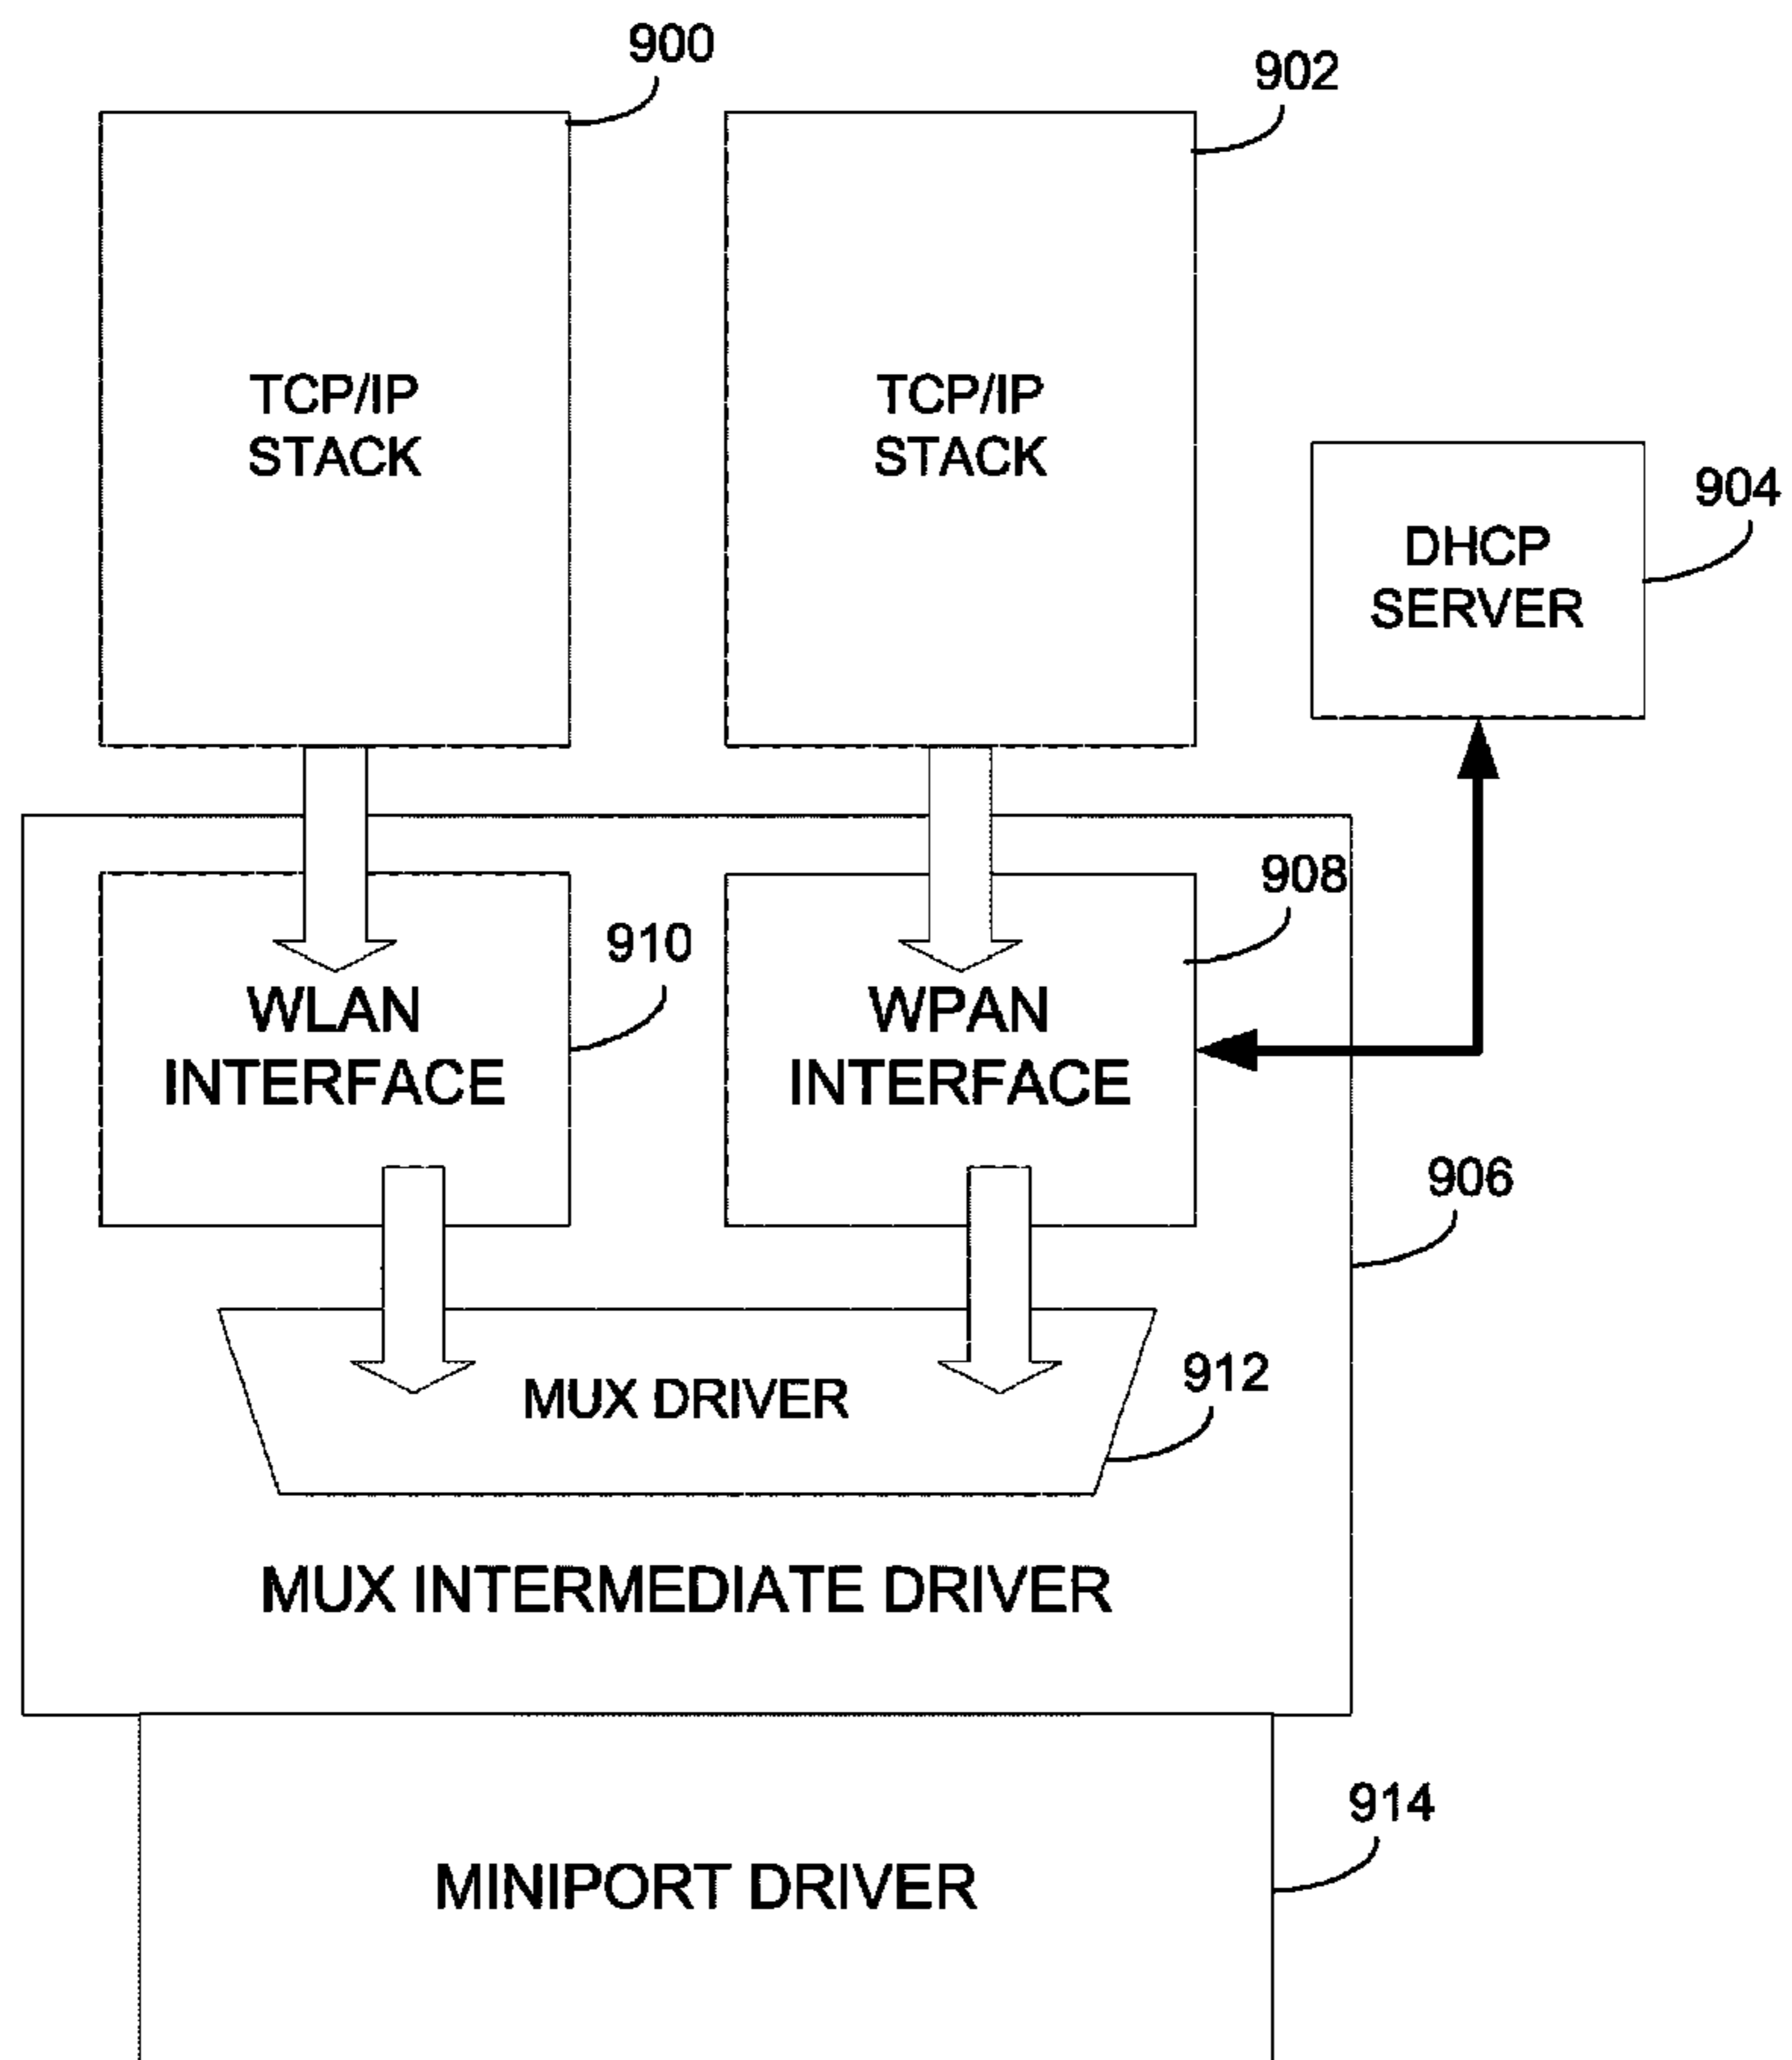 900
902
TCP/IP
STACK
TCP/IP
STACK
904
DHCP
SERVER
908
910
WLAN
INTERFACE
WPAN
INTERFACE
906
912
MUX DRIVER
MUX INTERMEDIATE DRIVER
914
MINIPORT DRIVER